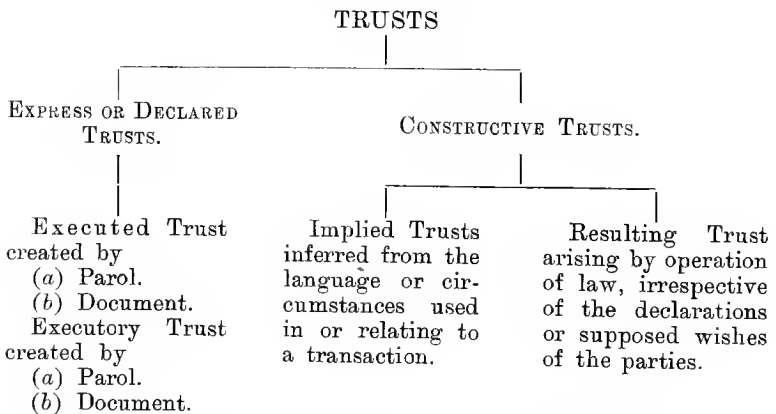 TRUSTS
EXPRESS OR DECLARED
TRUSTS.
CONSTRUCTIVE TRUSTS.
Executed Trust
created by
(a) Parol.
(b) Document.
Executory Trust
created by
(a) Parol.
(b) Document.
Implied Trusts
inferred from the
language or cir-
cumstances used
in or relating to
a transaction.
Resulting Trust
arising by operation
of law, irrespective
of the declarations
or supposed wishes
of the parties.